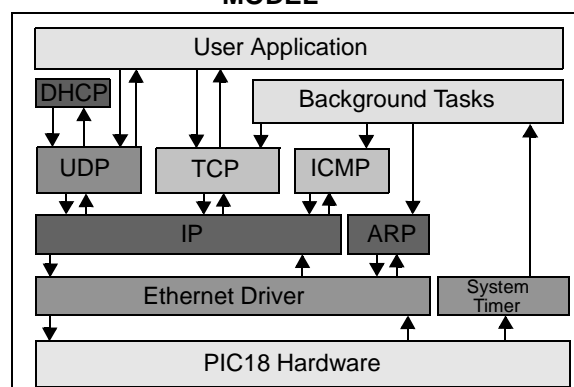 MODEL
User Application
DHCP
Background Tasks
UDP
TCP
ICMP
IP
ARP
Ethernet Driver
System
Timer
PIC18 Hardware